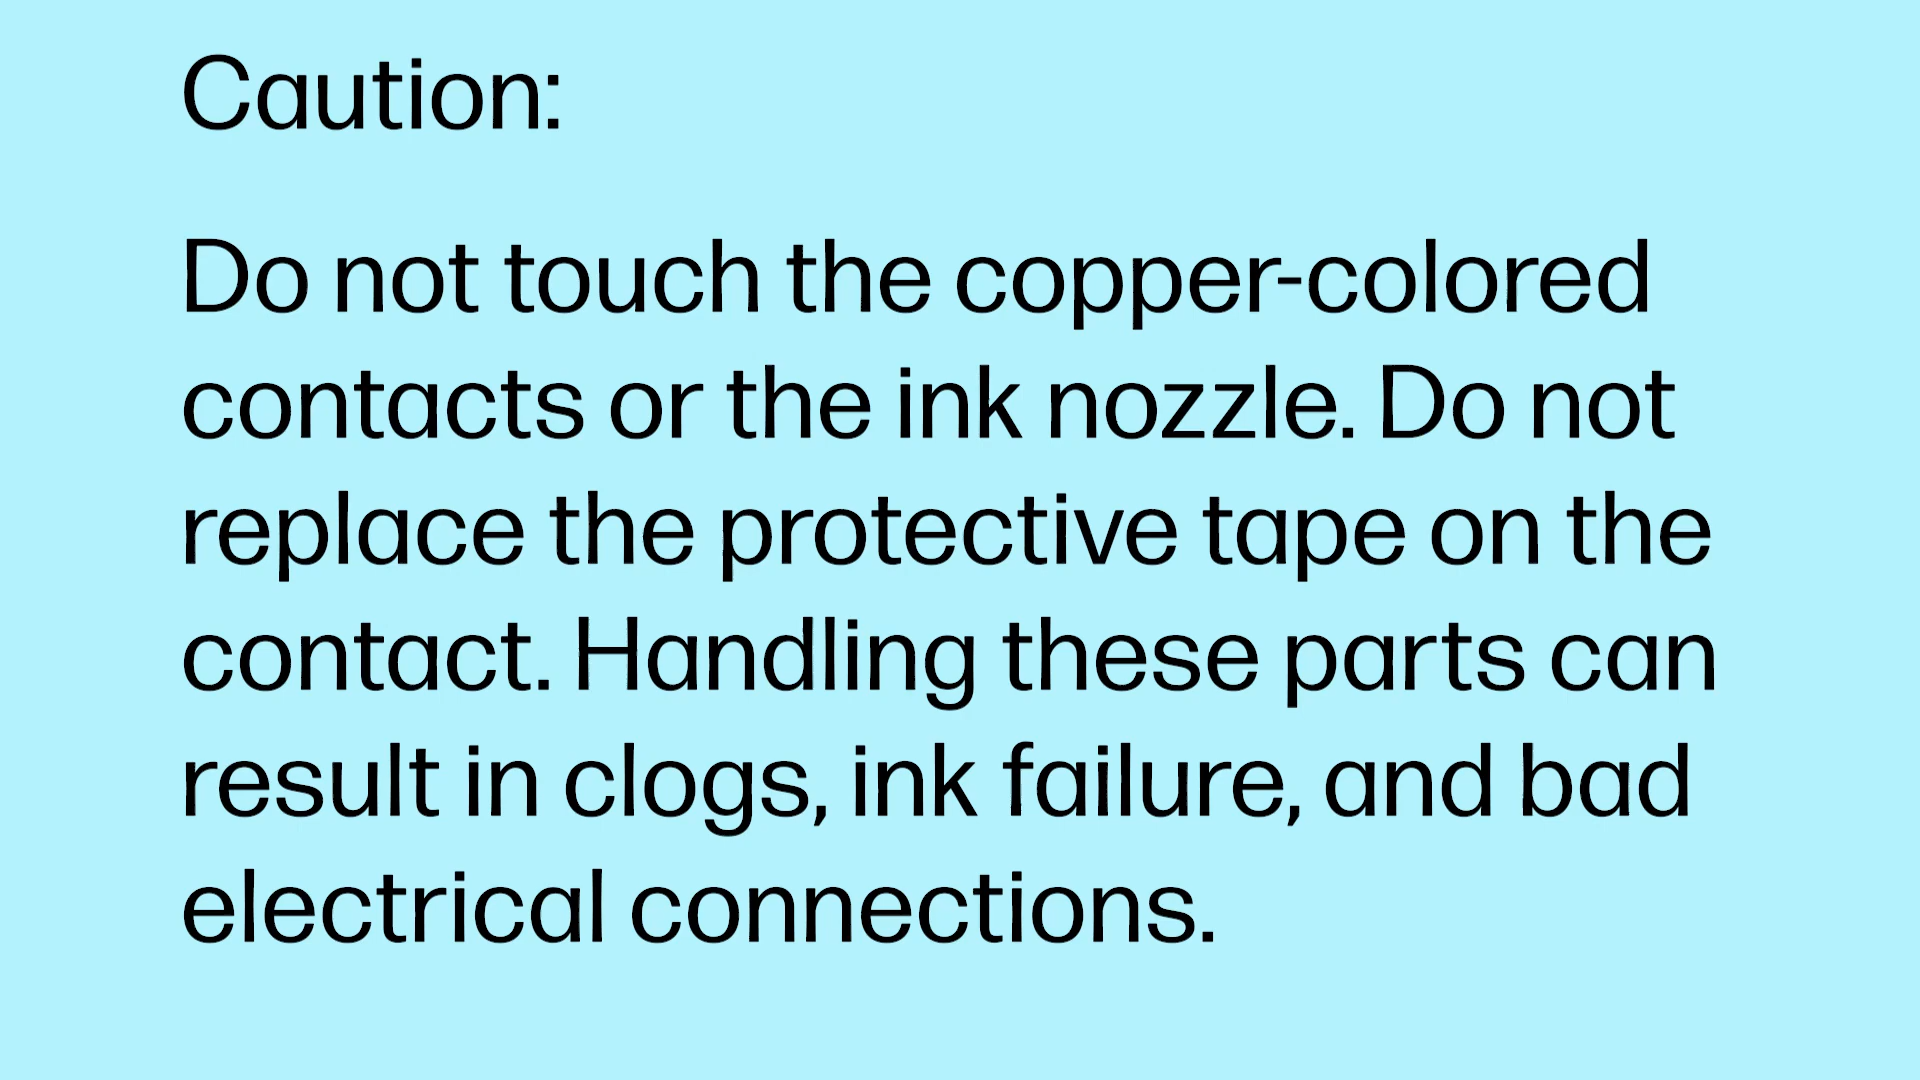 Caution:
Do not touch the copper-colored
contacts or the ink nozzle. Do not
replace the protective tape on the
contact. Handling these parts can
result in clogs, ink failure, and bad
electrical connections.